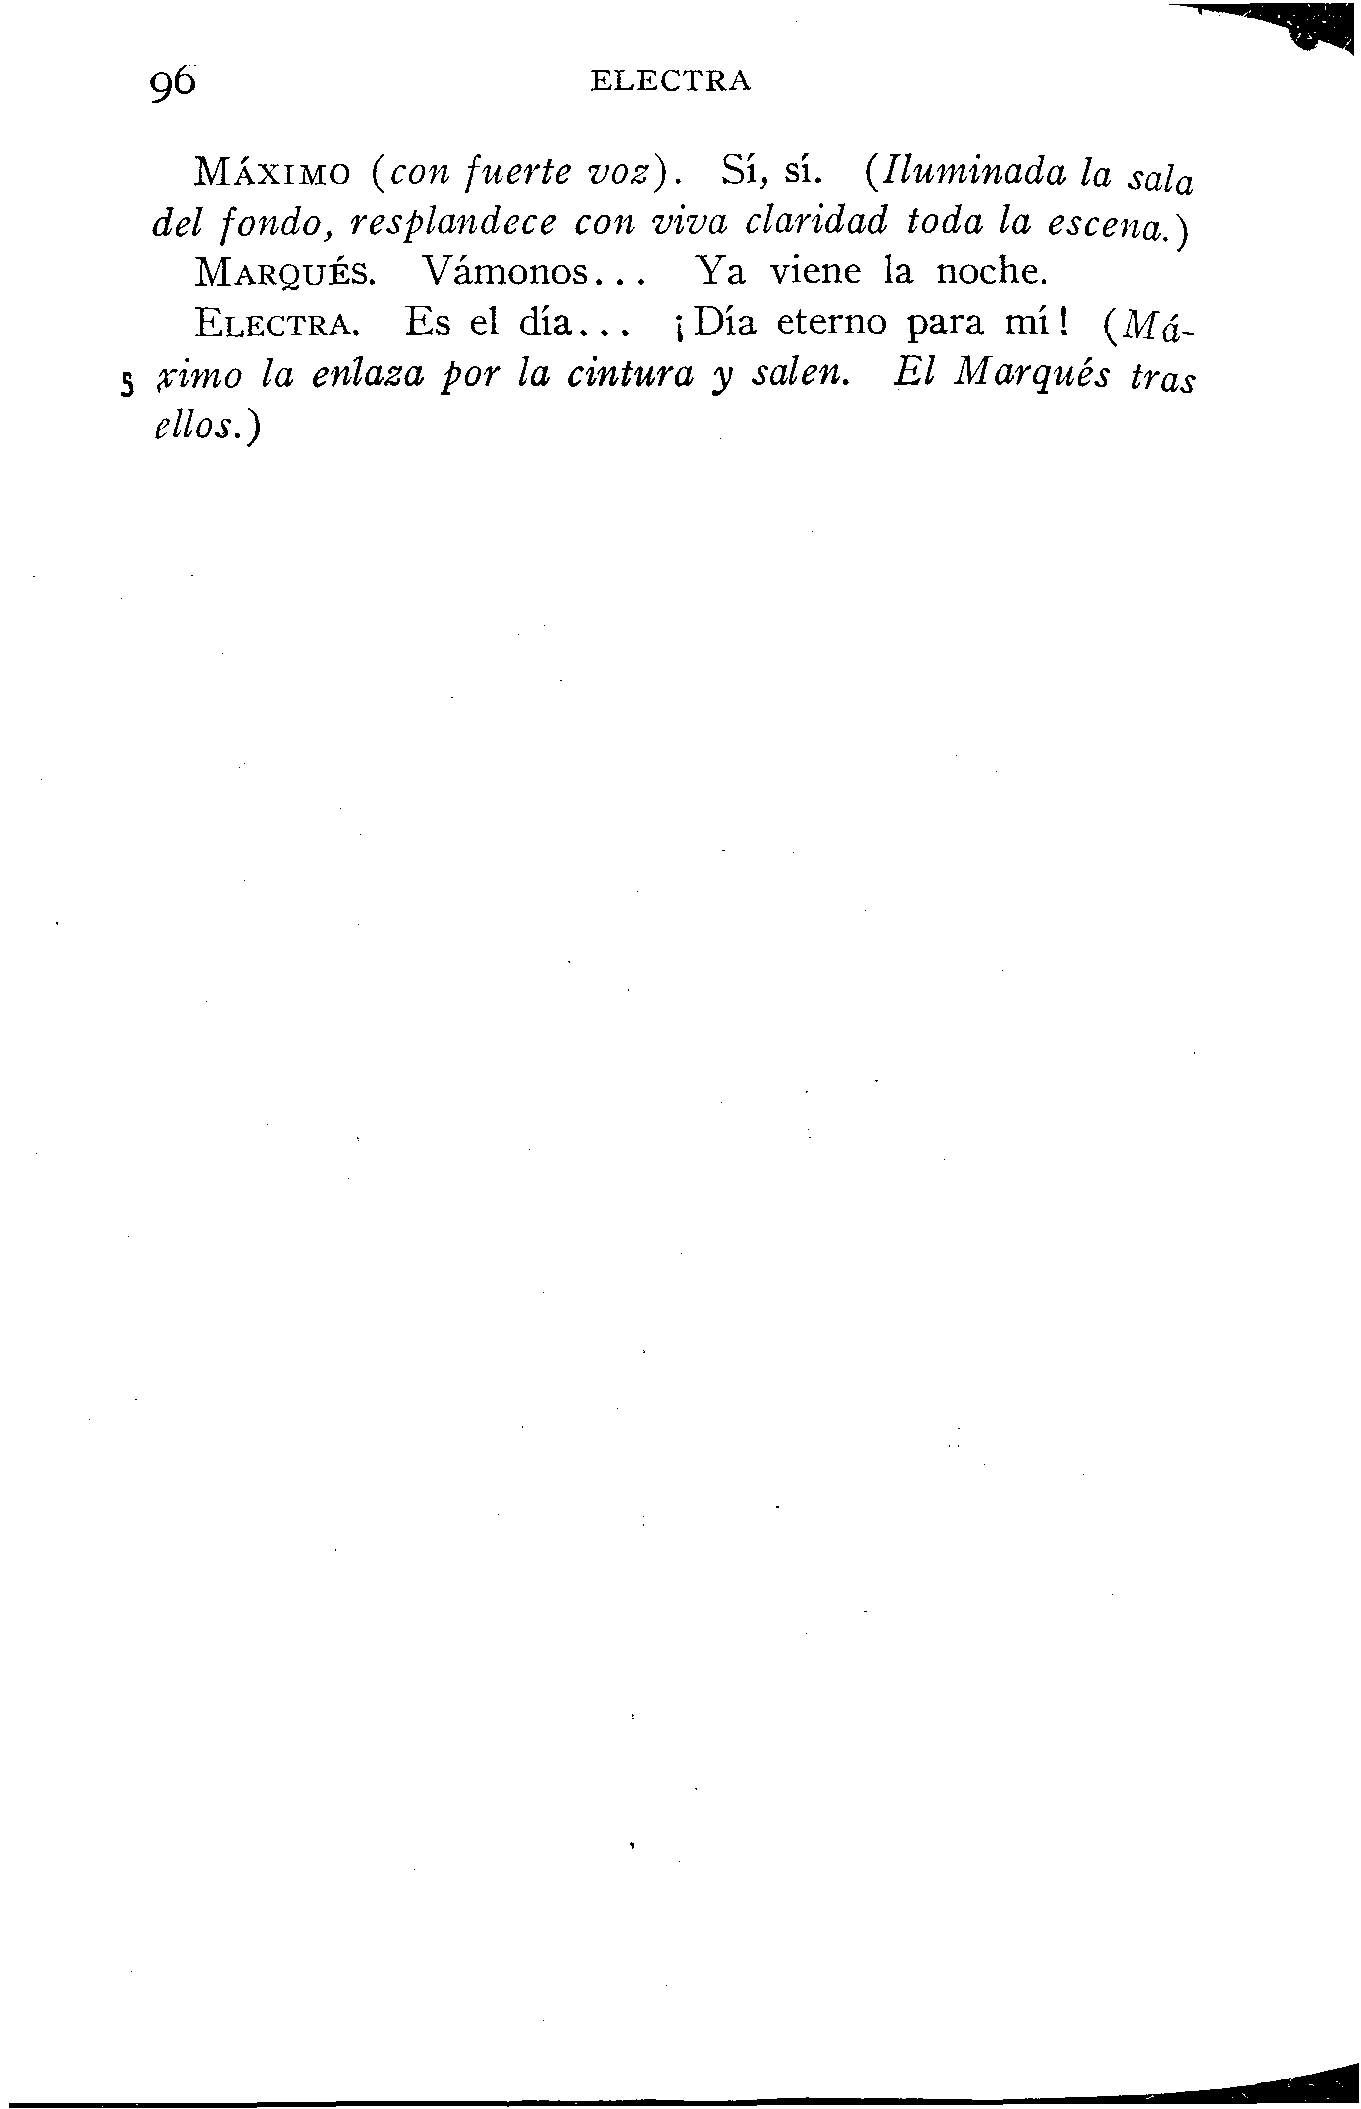 96 ELECTRA
MÁXIMO (con fuerte voz). Sí, sí. (Iluminada la sala
del fondo, resplandece con viva claridad toda la escena.)
MARQUÉS. Vámonos... Ya viene la noche.
ELECTRA. Es el día... ¡Día eterno para mí! (Má-
5 ximo la enlaza por la cintura y salen. El Marqués tras
ellos.)